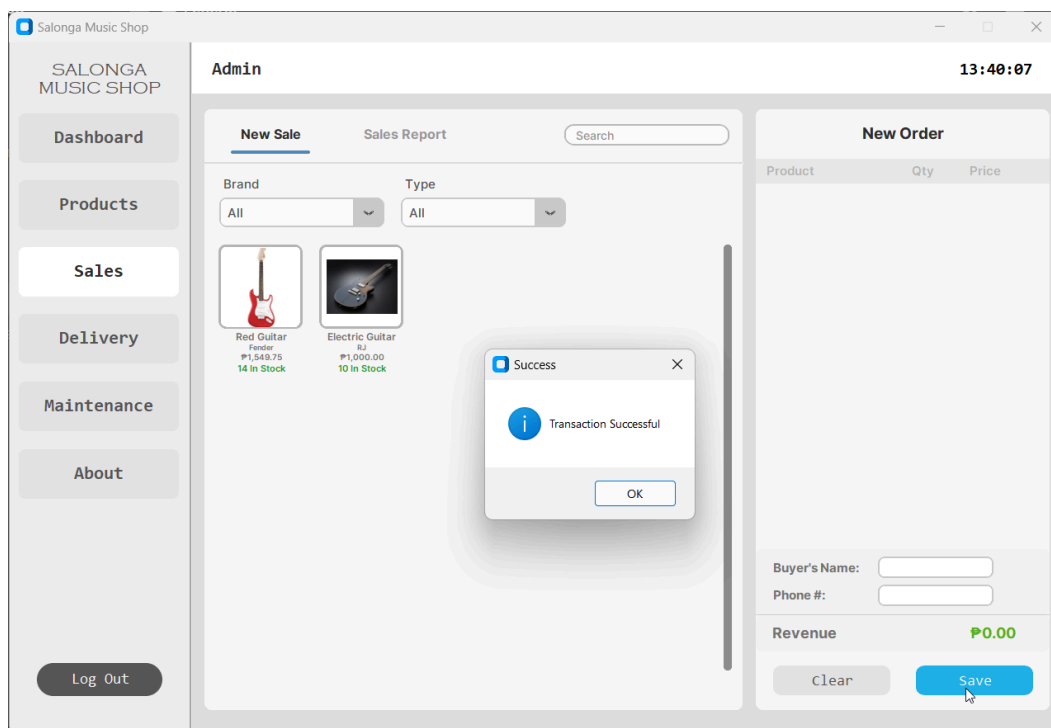 Salonga Music Shop
SALONGA
MUSIC SHOP
Admin
13:40:07
Dashboard
Products
Sales
Delivery
Maintenance
About
Log Out
New Sale
Sales Report
Search
Brand
Type
All
All
Red Guitar
Fender
₱1,549.75
14 In Stock
Electric Guitar
RJ
₱1,000.00
10 In Stock
Success
Transaction Successful
OK
New Order
Product Qty Price
Buyer's Name:
Phone #:
Revenue ₱0.00
Clear
Save